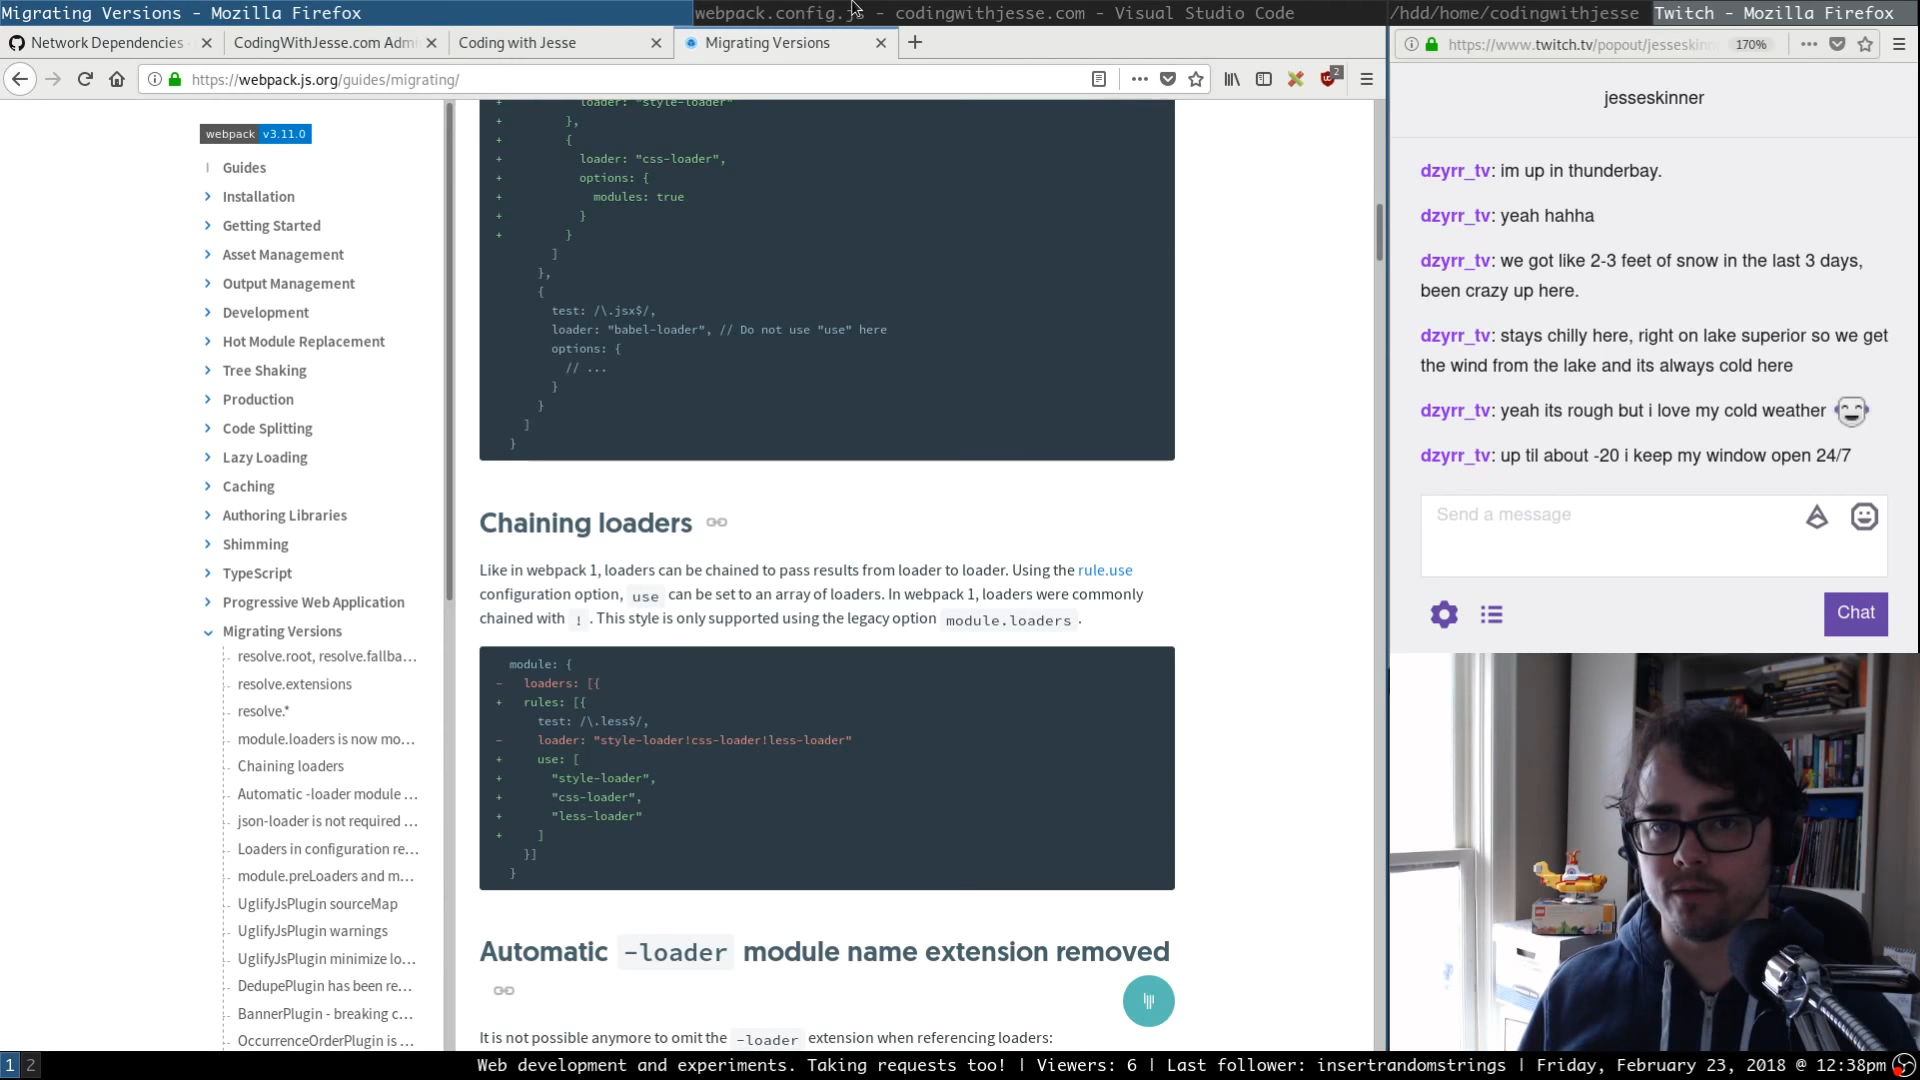 Migrating Versions - Mozilla Firefox
webpack.config.js - codingwithjesse.com - Visual Studio Code
/hdd/home/codingwithjesse
Twitch - Mozilla Firefox
Network Dependencies
CodingWithJesse.com Admi
Coding with Jesse
Migrating Versions
https://webpack.js.org/guides/migrating/
2
https://www.twitch.tv/popout/jesseskinn
170%
webpack v3.11.0
Guides
Installation
Getting Started
Asset Management
Output Management
Development
Hot Module Replacement
Tree Shaking
Production
Code Splitting
Lazy Loading
Caching
Authoring Libraries
Shimming
TypeScript
Progressive Web Application
Migrating Versions
resolve.root, resolve.fallba…
resolve.extensions
resolve.*
module.loaders is now mo…
Chaining loaders
Automatic -loader module …
json-loader is not required …
Loaders in configuration re…
module.preLoaders and m…
UglifyJsPlugin sourceMap
UglifyJsPlugin warnings
UglifyJsPlugin minimize lo…
DedupePlugin has been re…
BannerPlugin - breaking c…
OccurrenceOrderPlugin is …
+ loader: "style-loader"
+ },
+ {
+ loader: "css-loader",
+ options: {
+ modules: true
+ }
+ }
]
},
{
test: /\.jsx$/,
loader: "babel-loader", // Do not use "use" here
options: {
// ...
}
}
]
}
Chaining loaders
Like in webpack 1, loaders can be chained to pass results from loader to loader. Using the rule.use
configuration option, use can be set to an array of loaders. In webpack 1, loaders were commonly
chained with ! . This style is only supported using the legacy option module.loaders .
module: {
- loaders: [{
+ rules: [{
test: /\.less$/,
- loader: "style-loader!css-loader!less-loader"
+ use: [
+ "style-loader",
+ "css-loader",
+ "less-loader"
+ ]
}]
}
Automatic -loader module name extension removed
It is not possible anymore to omit the -loader extension when referencing loaders:
jesseskinner
dzyrr_tv: im up in thunderbay.
dzyrr_tv: yeah hahha
dzyrr_tv: we got like 2-3 feet of snow in the last 3 days,
been crazy up here.
dzyrr_tv: stays chilly here, right on lake superior so we get
the wind from the lake and its always cold here
dzyrr_tv: yeah its rough but i love my cold weather
dzyrr_tv: up til about -20 i keep my window open 24/7
Send a message
Chat
1 2
Web development and experiments. Taking requests too! | Viewers: 6 | Last follower: insertrandomstrings | Friday, February 23, 2018 @ 12:38pm